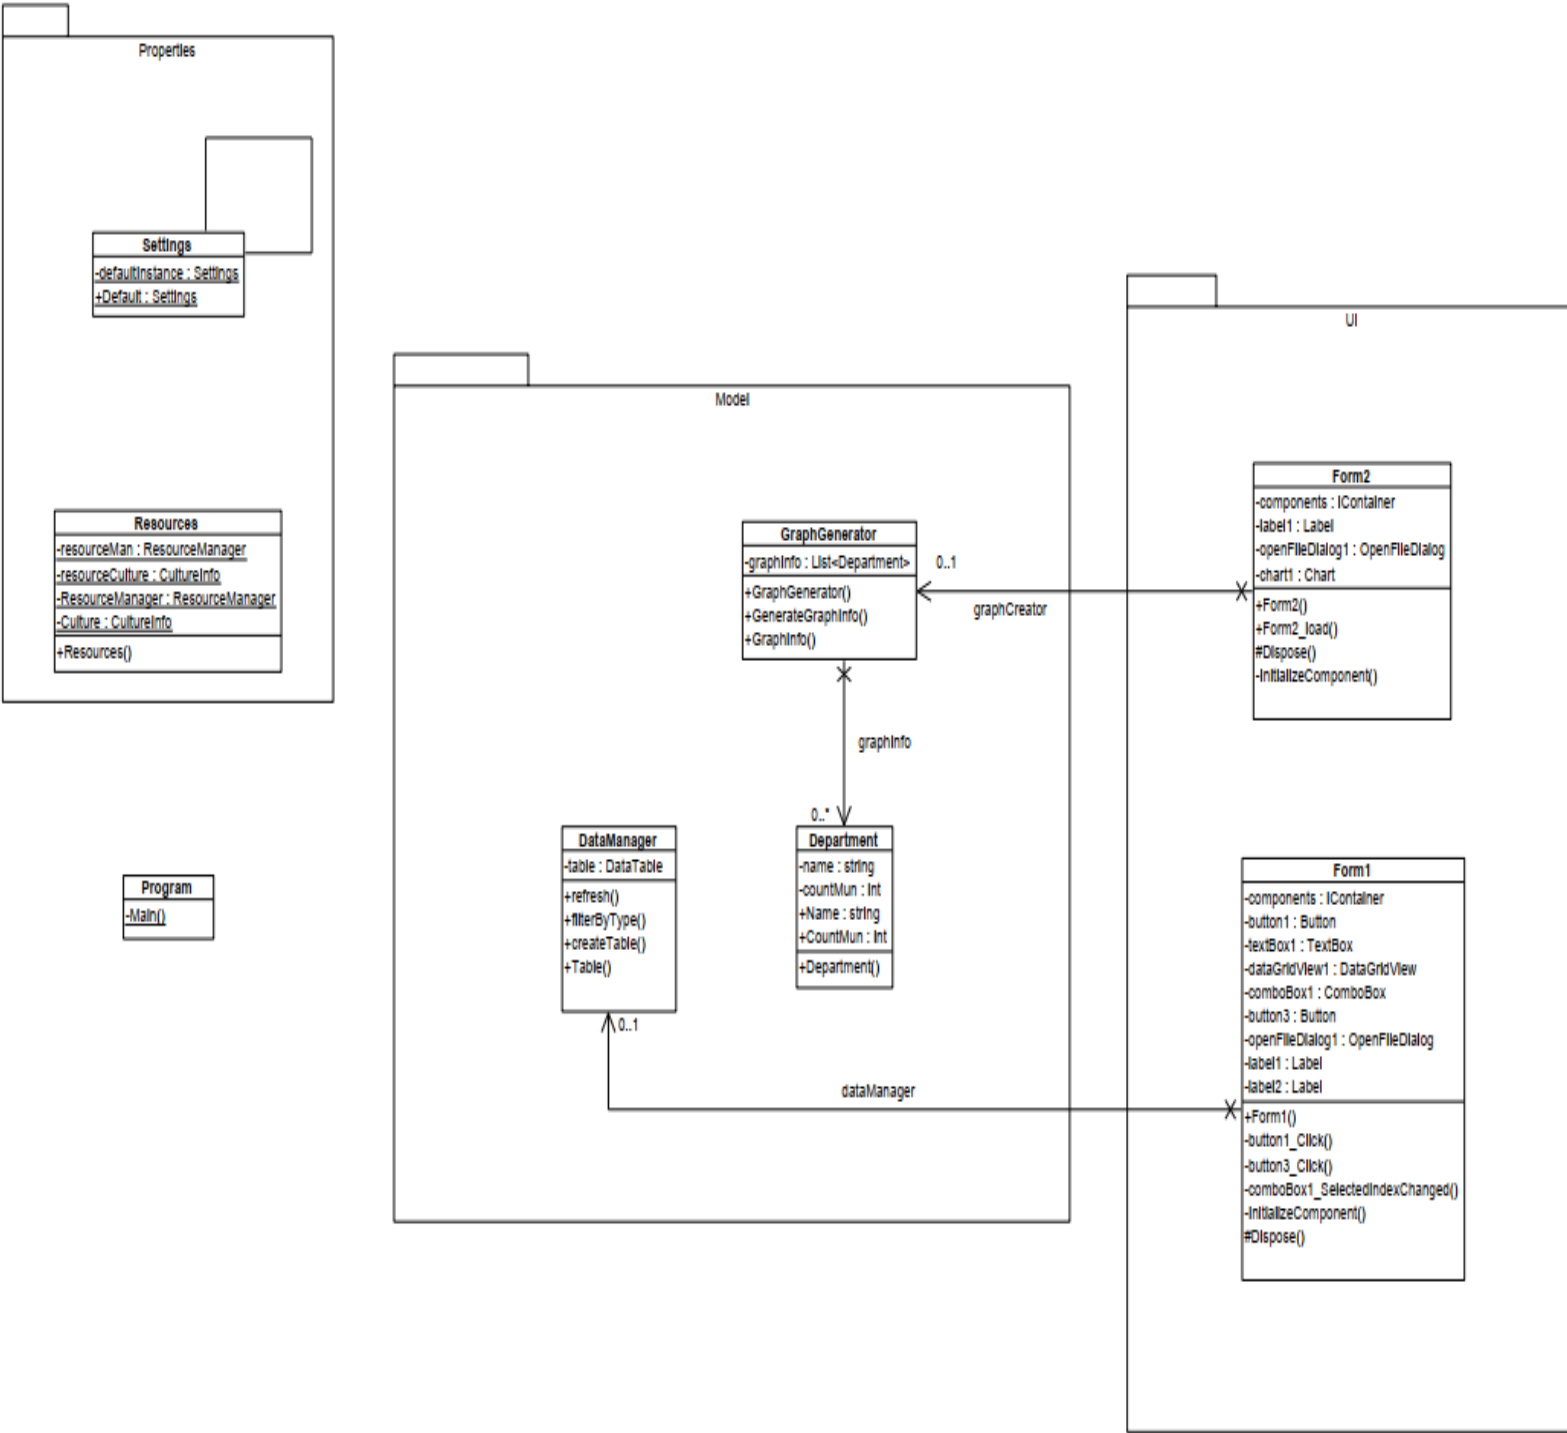 Properties
Settings
-defaultInstance : Settings
+Default : Settings
Resources
-resourceMan : ResourceManager
-resourceCulture : CultureInfo
-ResourceManager : ResourceManager
-Culture : CultureInfo
+Resources()
Program
-Main()
Model
GraphGenerator
-graphInfo : List<Department>
+GraphGenerator()
+GenerateGraphInfo()
+GraphInfo()
0..1
graphCreator
graphInfo
0..*
DataManager
-table : DataTable
+refresh()
+filterByType()
+createTable()
+Table()
0..1
Department
-name : string
-countMun : int
+Name : string
+CountMun : int
+Department()
dataManager
UI
Form2
-components : IContainer
-label1 : Label
-openFileDialog1 : OpenFileDialog
-chart1 : Chart
+Form2()
+Form2_load()
#Dispose()
-InitializeComponent()
Form1
-components : IContainer
-button1 : Button
-textBox1 : TextBox
-dataGridView1 : DataGridView
-comboBox1 : ComboBox
-button3 : Button
-openFileDialog1 : OpenFileDialog
-label1 : Label
-label2 : Label
+Form1()
-button1_Click()
-button3_Click()
-comboBox1_SelectedIndexChanged()
-InitializeComponent()
#Dispose()